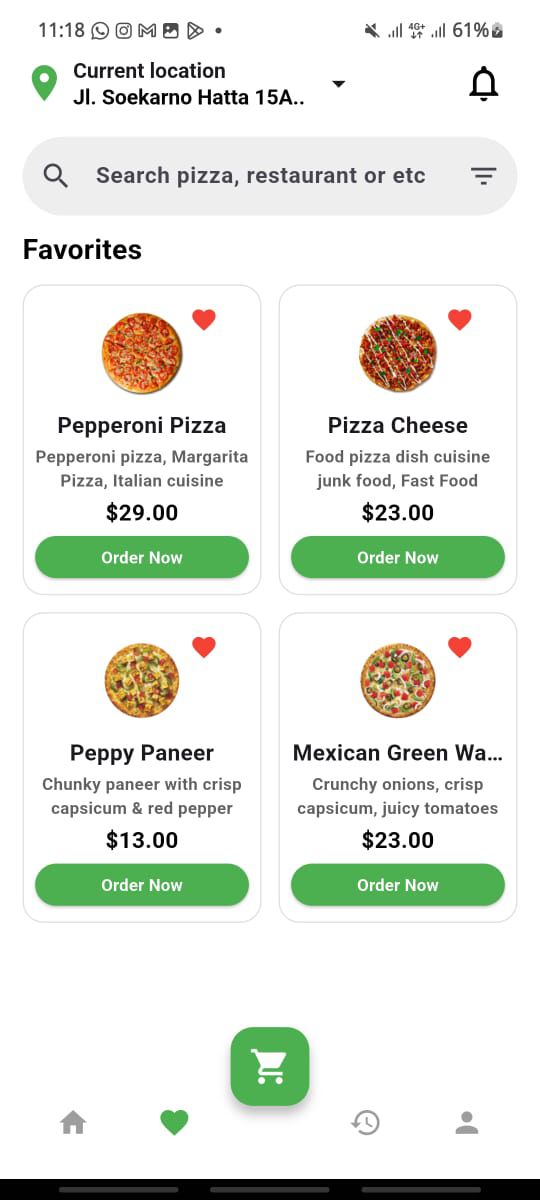 11:18
4G+
61%
Current location
Jl. Soekarno Hatta 15A..
Search pizza, restaurant or etc
Favorites
Pepperoni Pizza
Pepperoni pizza, Margarita
Pizza, Italian cuisine
$29.00
Order Now
Pizza Cheese
Food pizza dish cuisine
junk food, Fast Food
$23.00
Order Now
Peppy Paneer
Chunky paneer with crisp
capsicum & red pepper
$13.00
Order Now
Mexican Green Wa...
Crunchy onions, crisp
capsicum, juicy tomatoes
$23.00
Order Now